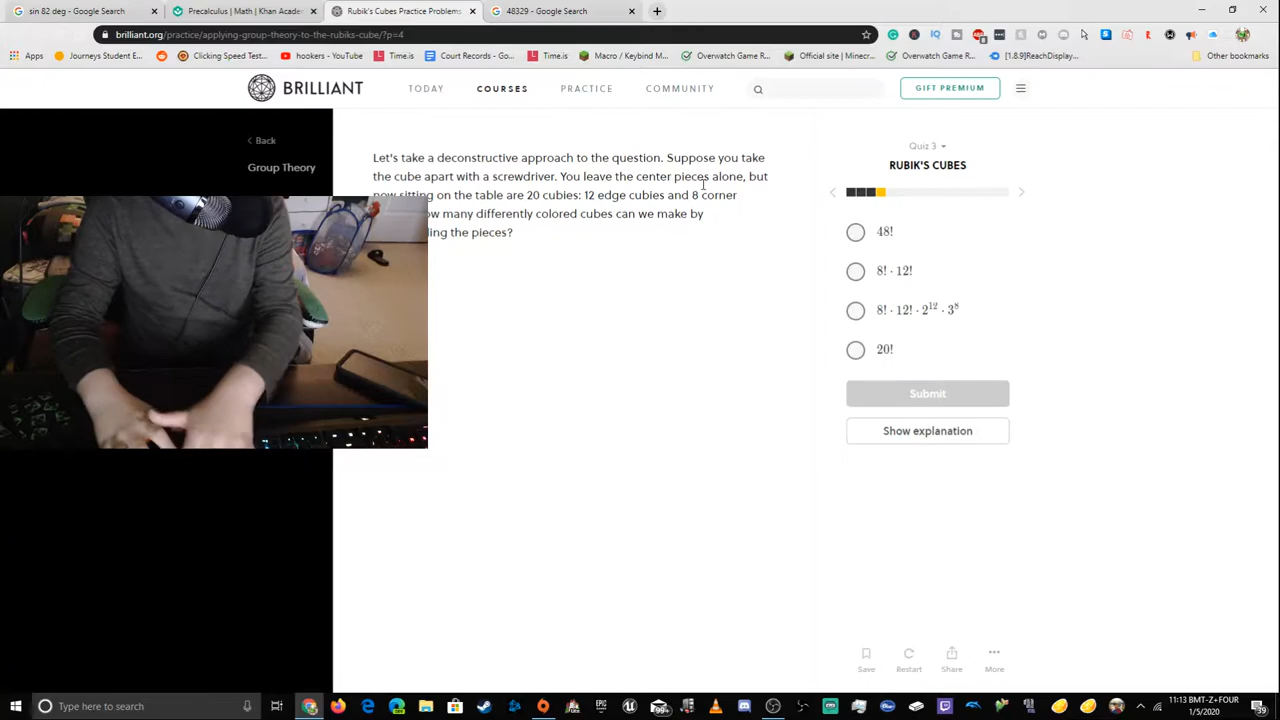 sin 82 deg - Google Search
Precalculus | Math | Khan Acade
Rubik's Cubes Practice Problems
48329 - Google Search
brilliant.org/practice/applying-group-theory-to-the-rubiks-cube/?p=4
Apps
Journeys Student E...
Clicking Speed Test...
hookers - YouTube
Time.is
Court Records - Go...
Time.is
Macro / Keybind M...
Overwatch Game R...
Official Minecr...
Overwatch Game R...
[1.8.9]ReachDisplay...
Other bookmarks
BRILLIANT
TODAY
COURSES
PRACTICE
COMMUNITY
GIFT PREMIUM
Back
Group Theory
Let's take a deconstructive approach to the question. Suppose you take
the cube apart with a screwdriver. You leave the center pieces alone, but
now sitting on the table are 20 cubies: 12 edge cubies and 8 corner
how many differently colored cubes can we make by
ling the pieces?
Quiz 3
RUBIK'S CUBES
48!
8! · 12!
8! · 12! · 2¹² · 3⁸
20!
Submit
Show explanation
Save
Restart
Share
More
Type here to search
11:13 BMT-Z+FOUR
1/5/2020
39